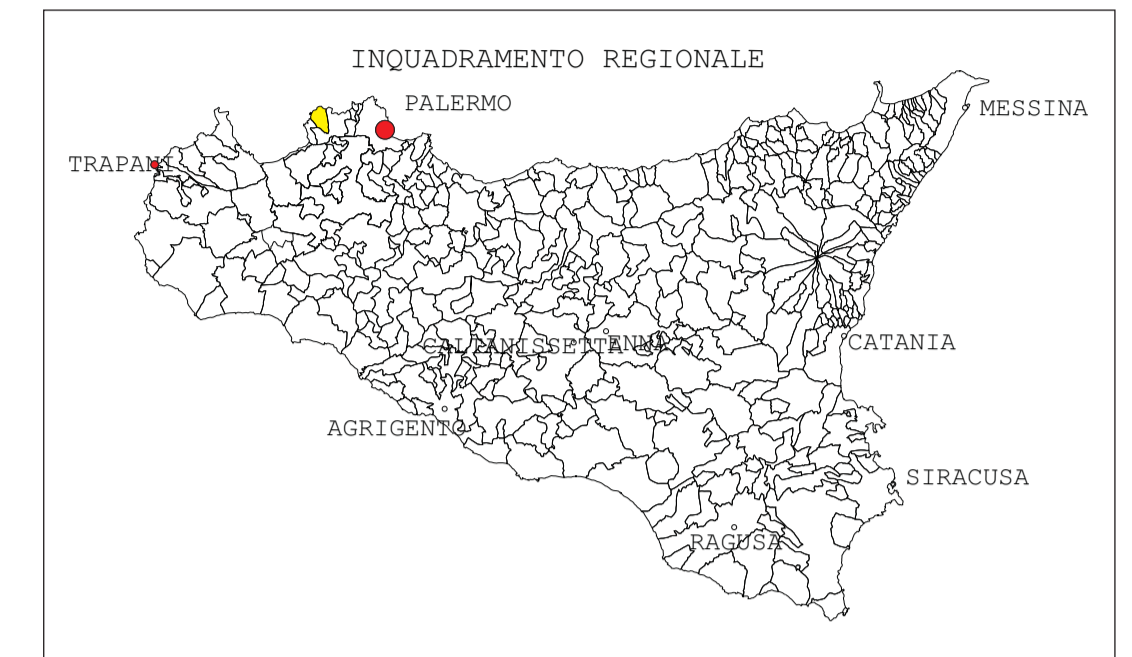 INQUADRAMENTO REGIONALE
PALERMO
MESSINA
TRAPANI
CALTANISSETTA
ENNA
CATANIA
AGRIGENTO
SIRACUSA
RAGUSA